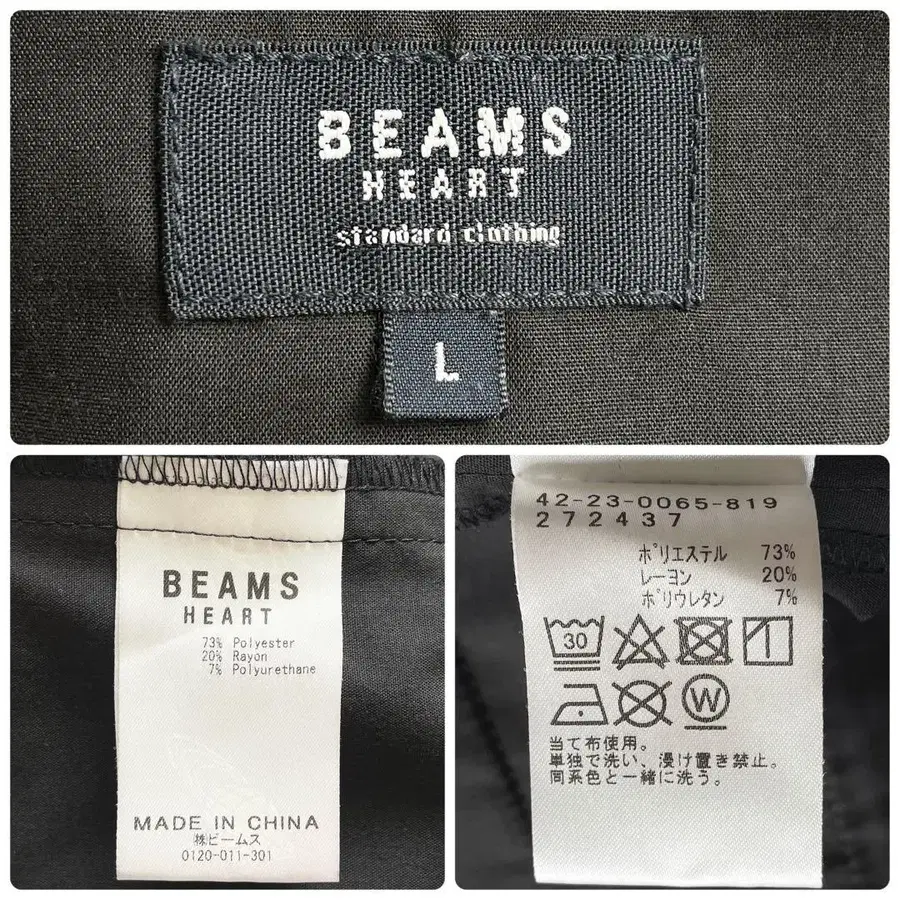 BEAMS
HEART
standard clothing
L
BEAMS
HEART
73% Polyester
20% Rayon
7% Polyurethane
MADE IN CHINA
㈱ビームス
0120-011-301
42-23-0065-819
272437
ポリエステル 73%
レーヨン 20%
ポリウレタン 7%
30
W
当て布使用。
単独で洗い、浸け置き禁止。
同系色と一緒に洗う。